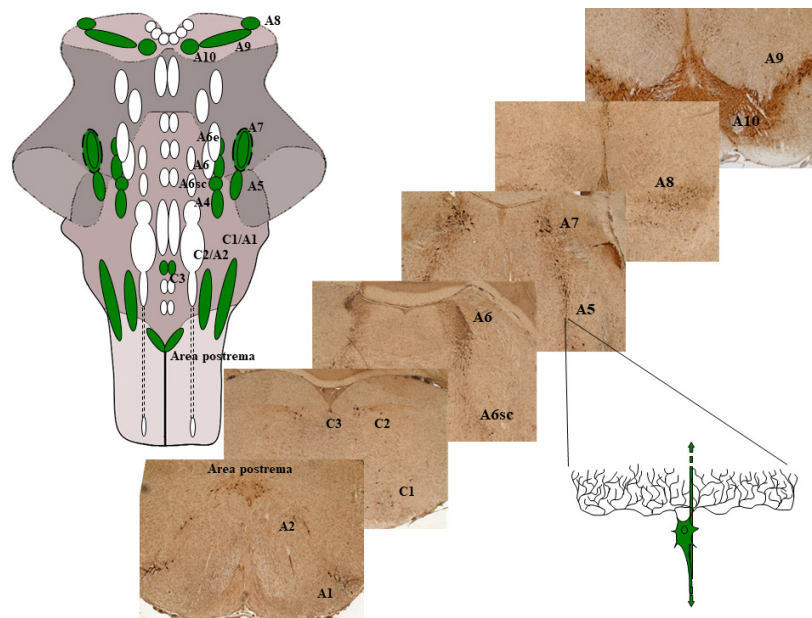 A8
A9
A10
A7
A6e
A6
A6sc
A5
A4
C1/A1
C2/A2
C3
Area postrema
A9
A10
A8
A7
A5
A6
A6sc
C3
C2
C1
Area postrema
A2
A1